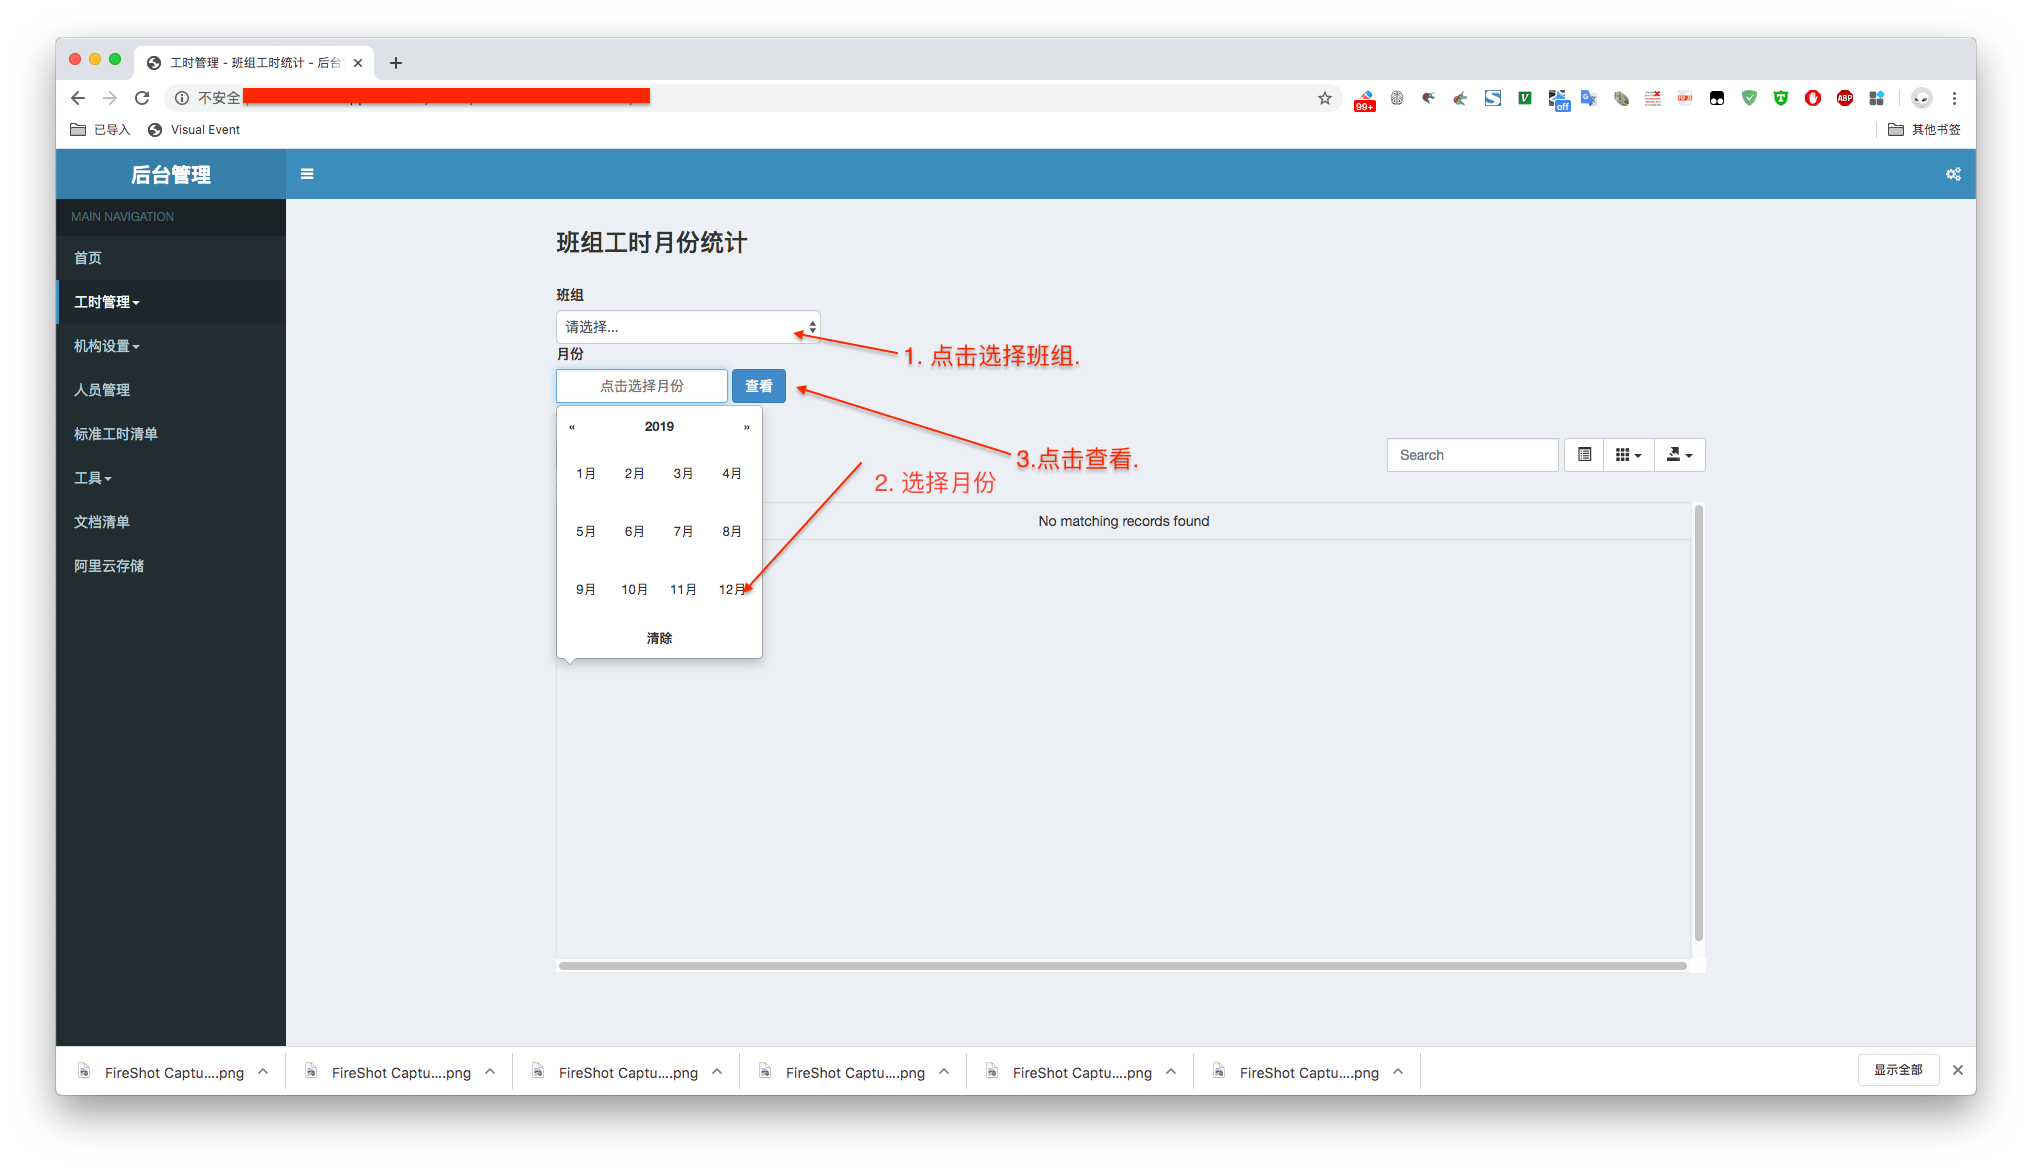 工时管理 - 班组工时统计 - 后台
不安全
99+
off
ABP
已导入
Visual Event
其他书签
后台管理
MAIN NAVIGATION
首页
工时管理
机构设置
人员管理
标准工时清单
工具
文档清单
阿里云存储
班组工时月份统计
班组
请选择...
1. 点击选择班组.
月份
点击选择月份
查看
« 2019 »
1月 2月 3月 4月
5月 6月 7月 8月
9月 10月 11月 12月
清除
3.点击查看.
2. 选择月份
Search
No matching records found
FireShot Captu....png
FireShot Captu....png
FireShot Captu....png
FireShot Captu....png
FireShot Captu....png
FireShot Captu....png
显示全部